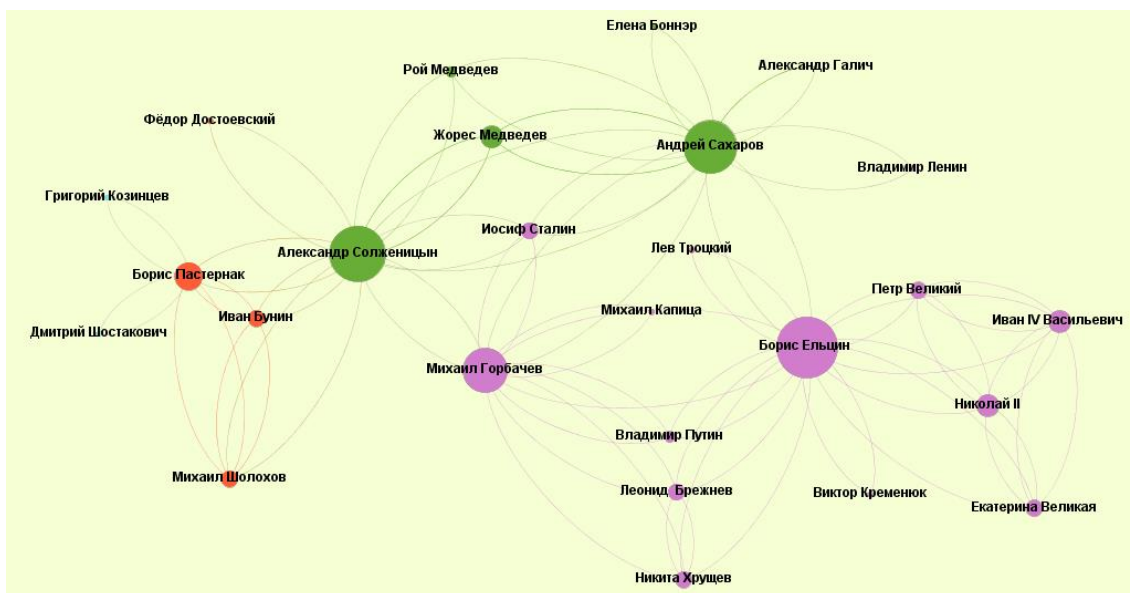 Елена Боннэр
Рой Медведев
Александр Галич
Фёдор Достоевский
Жорес Медведев
Андрей Сахаров
Владимир Ленин
Григорий Козинцев
Иосиф Сталин
Александр Солженицын
Лев Троцкий
Борис Пастернак
Петр Великий
Михаил Капица
Иван Бунин
Иван IV Васильевич
Дмитрий Шостакович
Борис Ельцин
Михаил Горбачев
Николай II
Владимир Путин
Михаил Шолохов
Леонид Брежнев
Виктор Кременюк
Екатерина Великая
Никита Хрущев